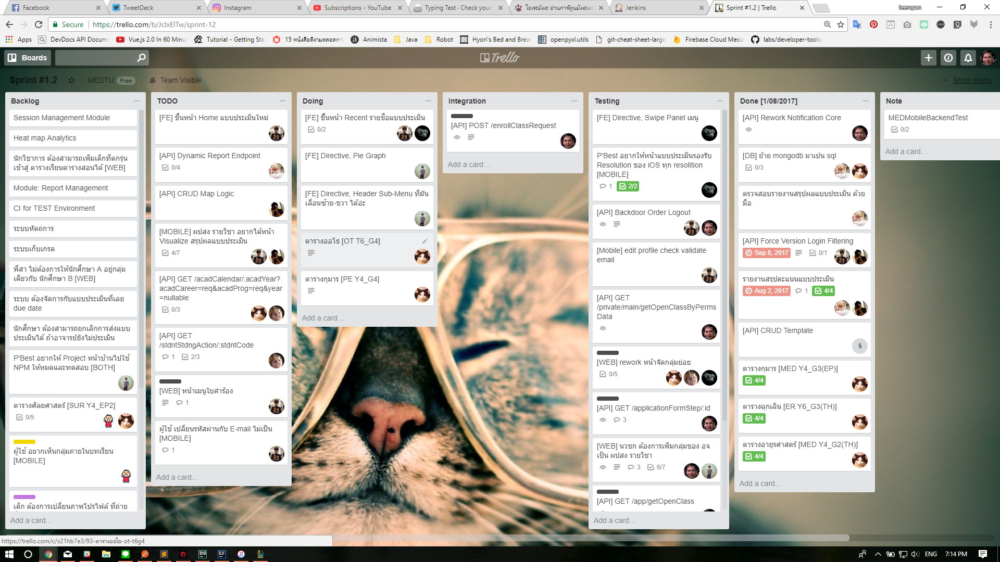 Facebook
TweetDeck
Instagram
Subscriptions - YouTube
Typing Test · Check your
Jenkins
Sprint #1.2 | Trello
teerapan
Secure
https://trello.com/b/JclxEITw/sprint-12
Apps
DevDocs API Docume
Vue.js 2.0 In 60 Minut
Tutorial - Getting Sta
15 หนังสือดีงามตลอดกา
Animista
Java
Robot
Hyori's Bed and Brea
openpyxl.utils
git-cheat-sheet-large
Firebase Cloud Messa
labs/developer-tools
Boards
Trello
Sprint #1.2
MEDTU
Free
Team Visible
Show Menu
Backlog
Session Management Module
Heat map Analytics
นักวิชาการ ต้องสามารถเพิ่มเด็กที่ตกรุ่น
เข้าสู่ ตารางเรียนตารางสอนได้ [WEB]
Module: Report Management
CI for TEST Environment
ระบบหัตถการ
ระบบเก็บเกรด
พี่สา ไม่ต้องการให้นักศึกษา A อยู่กลุ่ม
เดียวกับ นักศึกษา B [WEB]
ระบบ ต้องจัดการกับแบบประเมินที่เลย
due date
นักศึกษา ต้องสามารถยกเลิกการส่งแบบ
ประเมินได้ ถ้าอาจารย์ยังไม่ประเมิน
P'Best อยากให้ Project หน้าบ้านไปใช้
NPM ให้หมดและทดสอบ [BOTH]
ตารางศัลยศาสตร์ [SUR Y4_EP2]
0/5
ผู้ใช้ อยากเห็นกลุ่มภายในบทเรียน
[MOBILE]
เด็ก ต้องการเปลี่ยนภาพโปรไฟล์ ที่ถ่าย
Add a card…
TODO
[FE] ขึ้นหน้า Home แบบประเมินใหม่
[API] Dynamic Report Endpoint
0/4
[API] CRUD Map Logic
[MOBILE] ผปสง รายวิชา อยากได้หน้า
Visualize สรุปผลแบบประเมิน
4/7
[API] GET /acadCalendar/:acadYear?
acadCareer=req&acadProg=req&year
=nullable
0/3
[API] GET
/stdntStdngAction/:stdntCode
1
2/3
[WEB] หน้าเมนูใบคำร้อง
1
ผู้ใช้ เปลี่ยนรหัสผ่านกับ E-mail ไม่เป็น
[MOBILE]
1
Add a card…
Doing
[FE] ขึ้นหน้า Recent รายชื่อแบบประเมิน
0/2
[FE] Directive, Pie Graph
[FE] Directive, Header Sub-Menu ที่มัน
เลื่อนซ้าย-ขวา ได้อ่ะ
ตารางออโธ [OT T6_G4]
ตารางกุมาร [PE Y4_G4]
Add a card…
Integration
[API] POST /enrollClassRequest
Add a card…
Testing
[FE] Directive, Swipe Panel เมนู
P'Best อยากให้หน้าแบบประเมินรองรับ
Resolution ของ iOS ทุก resolition
[MOBILE]
1
2/2
[API] Backdoor Order Logout
[Mobile] edit profile check validate
email
[API] GET
/private/main/getOpenClassByPerms
Data
[WEB] rework หน้าจัดกลุ่มย่อย
0/5
[API] GET /applicationFormStep/:id
3
[WEB] นวชก ต้องการเพิ่มกลุ่มของ อจ
เป็น ผปสง รายวิชา
3
6/7
[API] GET /app/getOpenClass
Add a card…
Done [1/08/2017]
[API] Rework Notification Core
[DB] ย้าย mongodb มาเปน sql
0/3
ตรวจสอบรายงานสรุปผลแบบประเมิน ด้วย
มือ
[API] Force Version Login Filtering
Sep 8, 2017
0/1
รายงานสรุปคะแนนแบบประเมิน
Aug 2, 2017
1
4/4
[API] CRUD Template
S
ตารางกุมาร [MED Y4_G3(EP)]
4/4
ตารางฉุกเฉิน [ER Y6_G3(TH)]
4/4
ตารางอายุรศาสตร์ [MED Y4_G2(TH)]
4/4
Add a card…
Note
MEDMobileBackendTest
0/2
Add a card…
https://trello.com/c/s21hb7e3/93-ตารางออโธ-ot-t6g4
DG
IJ
ENG
7:14 PM